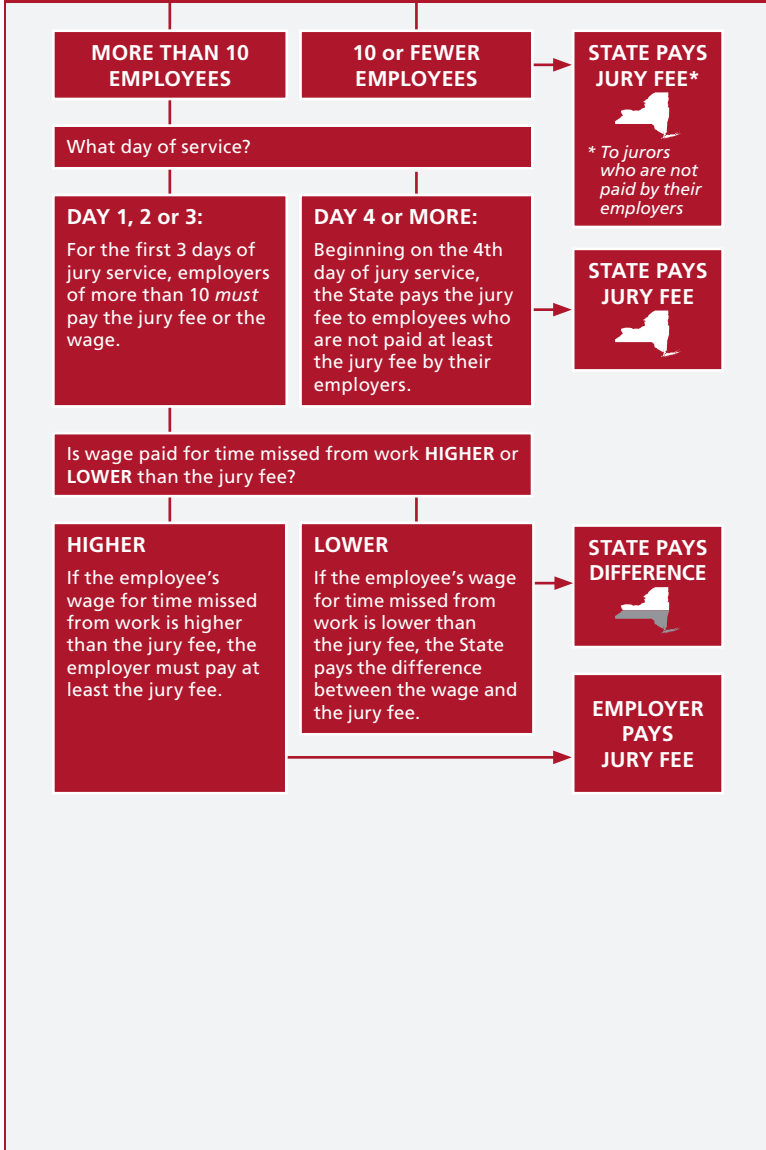 MORE THAN 10
EMPLOYEES
10 or FEWER
EMPLOYEES
STATE PAYS
JURY FEE*
* To jurors
who are not
paid by their
employers
What day of service?
DAY 1, 2 or 3:
For the first 3 days of
jury service, employers
of more than 10 must
pay the jury fee or the
wage.
DAY 4 or MORE:
Beginning on the 4th
day of jury service,
the State pays the jury
fee to employees who
are not paid at least
the jury fee by their
employers.
STATE PAYS
JURY FEE
Is wage paid for time missed from work HIGHER or
LOWER than the jury fee?
HIGHER
If the employee’s
wage for time missed
from work is higher
than the jury fee, the
employer must pay at
least the jury fee.
LOWER
If the employee’s wage
for time missed from
work is lower than
the jury fee, the State
pays the difference
between the wage and
the jury fee.
STATE PAYS
DIFFERENCE
EMPLOYER
PAYS
JURY FEE